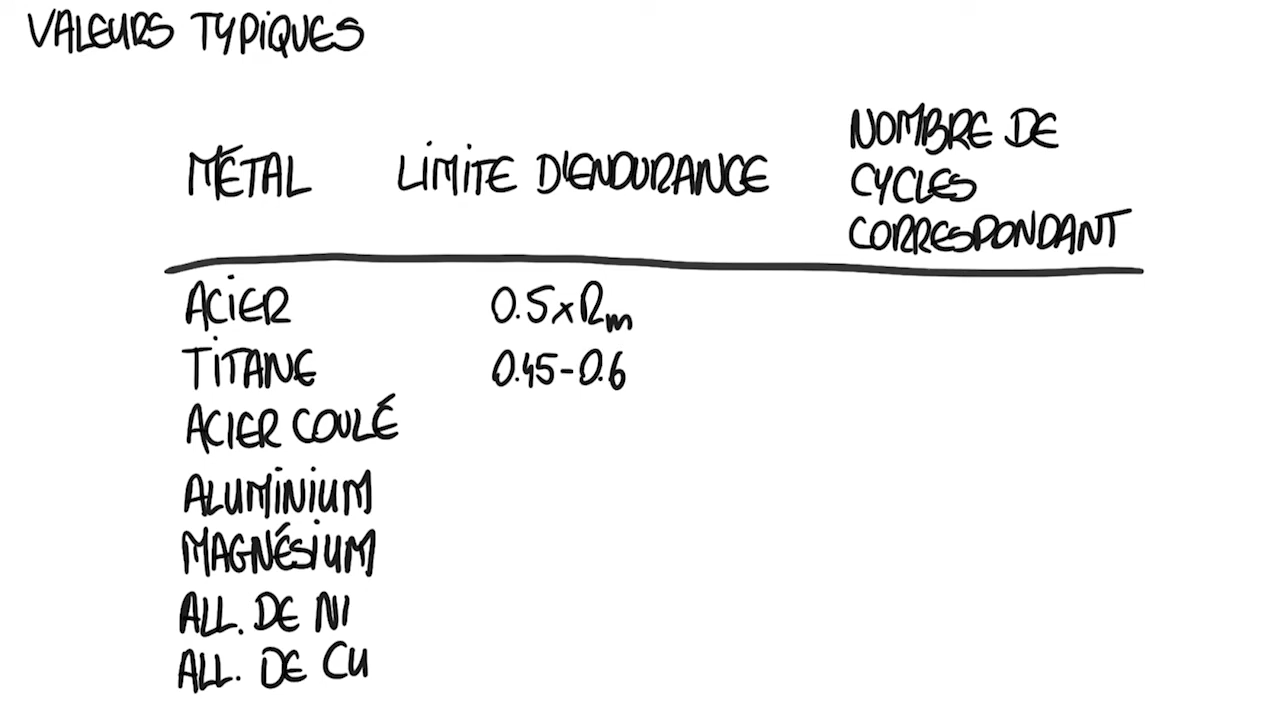 VALEURS TYPIQUES
MÉTAL LIMITE D'ENDURANCE NOMBRE DE
CYCLES
CORRESPONDANT
ACIER 0.5 x Rm
TITANE 0.45-0.6
ACIER COULÉ
ALUMINIUM
MAGNÉSIUM
ALL. DE NI
ALL. DE CU